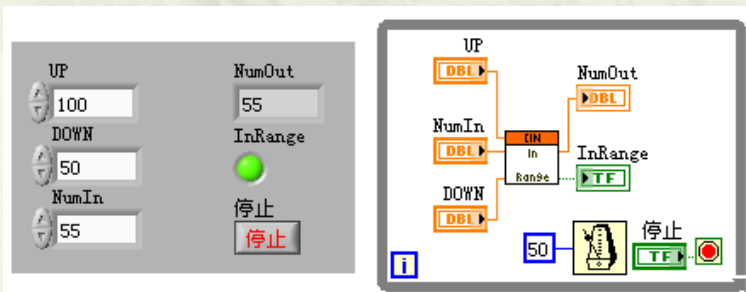 UP
100
DOWN
50
NumIn
55
NumOut
55
InRange
停止
停止
UP
DBL
NumIn
DBL
DOWN
DBL
CIN
In
Range
NumOut
DBL
InRange
TF
50
停止
TF
i